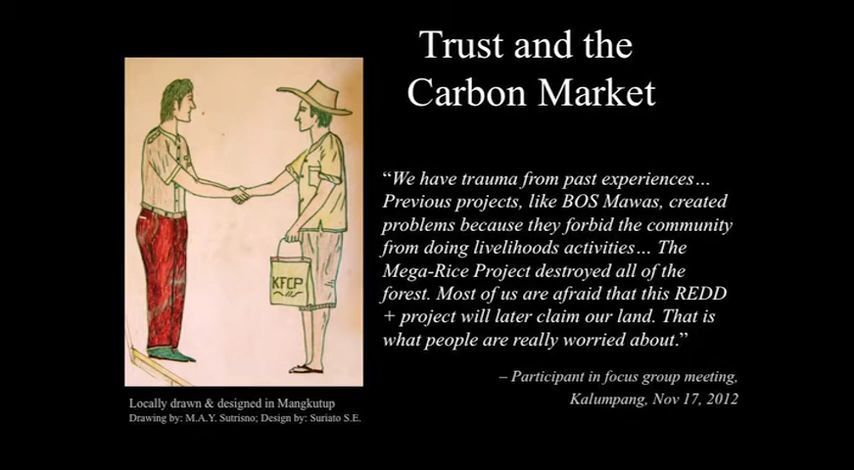 Trust and the
Carbon Market
“We have trauma from past experiences…
Previous projects, like BOS Mawas, created
problems because they forbid the community
from doing livelihoods activities… The
Mega-Rice Project destroyed all of the
forest. Most of us are afraid that this REDD
+ project will later claim our land. That is
what people are really worried about.”
– Participant in focus group meeting,
Kalumpang, Nov 17, 2012
KFCP
Locally drawn & designed in Mangkutup
Drawing by: M.A.Y. Sutrisno; Design by: Suriato S.E.